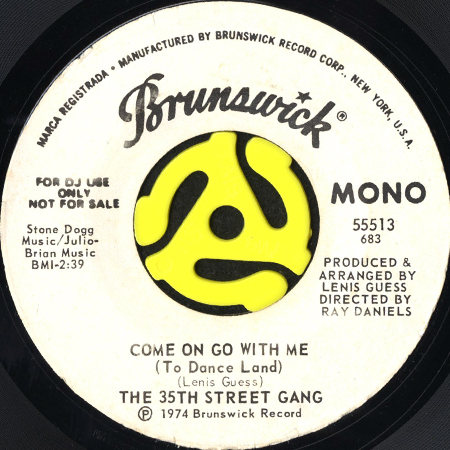 MARCA REGISTRADA • MANUFACTURED BY BRUNSWICK RECORD CORP., NEW YORK, U.S.A.
Brunswick®
FOR DJ USE
ONLY
NOT FOR SALE
MONO
Stone Dogg
Music/Julio-
Brian Music
BMI-2:39
55513
683
PRODUCED &
ARRANGED BY
LENIS GUESS
DIRECTED BY
RAY DANIELS
COME ON GO WITH ME
(To Dance Land)
(Lenis Guess)
THE 35TH STREET GANG
℗ 1974 Brunswick Record